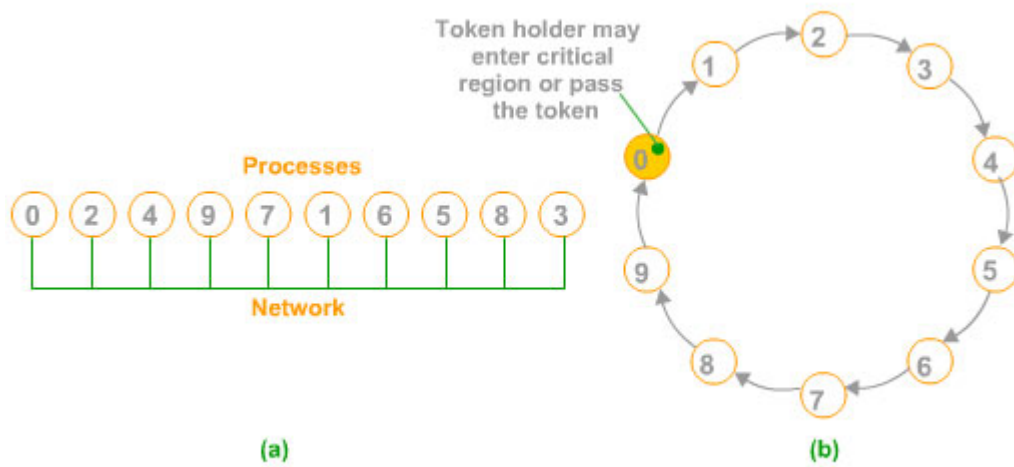 Token holder may
enter critical
region or pass
the token
Processes
0 2 4 9 7 1 6 5 8 3
Network
(a)
0
1
2
3
4
5
6
7
8
9
(b)